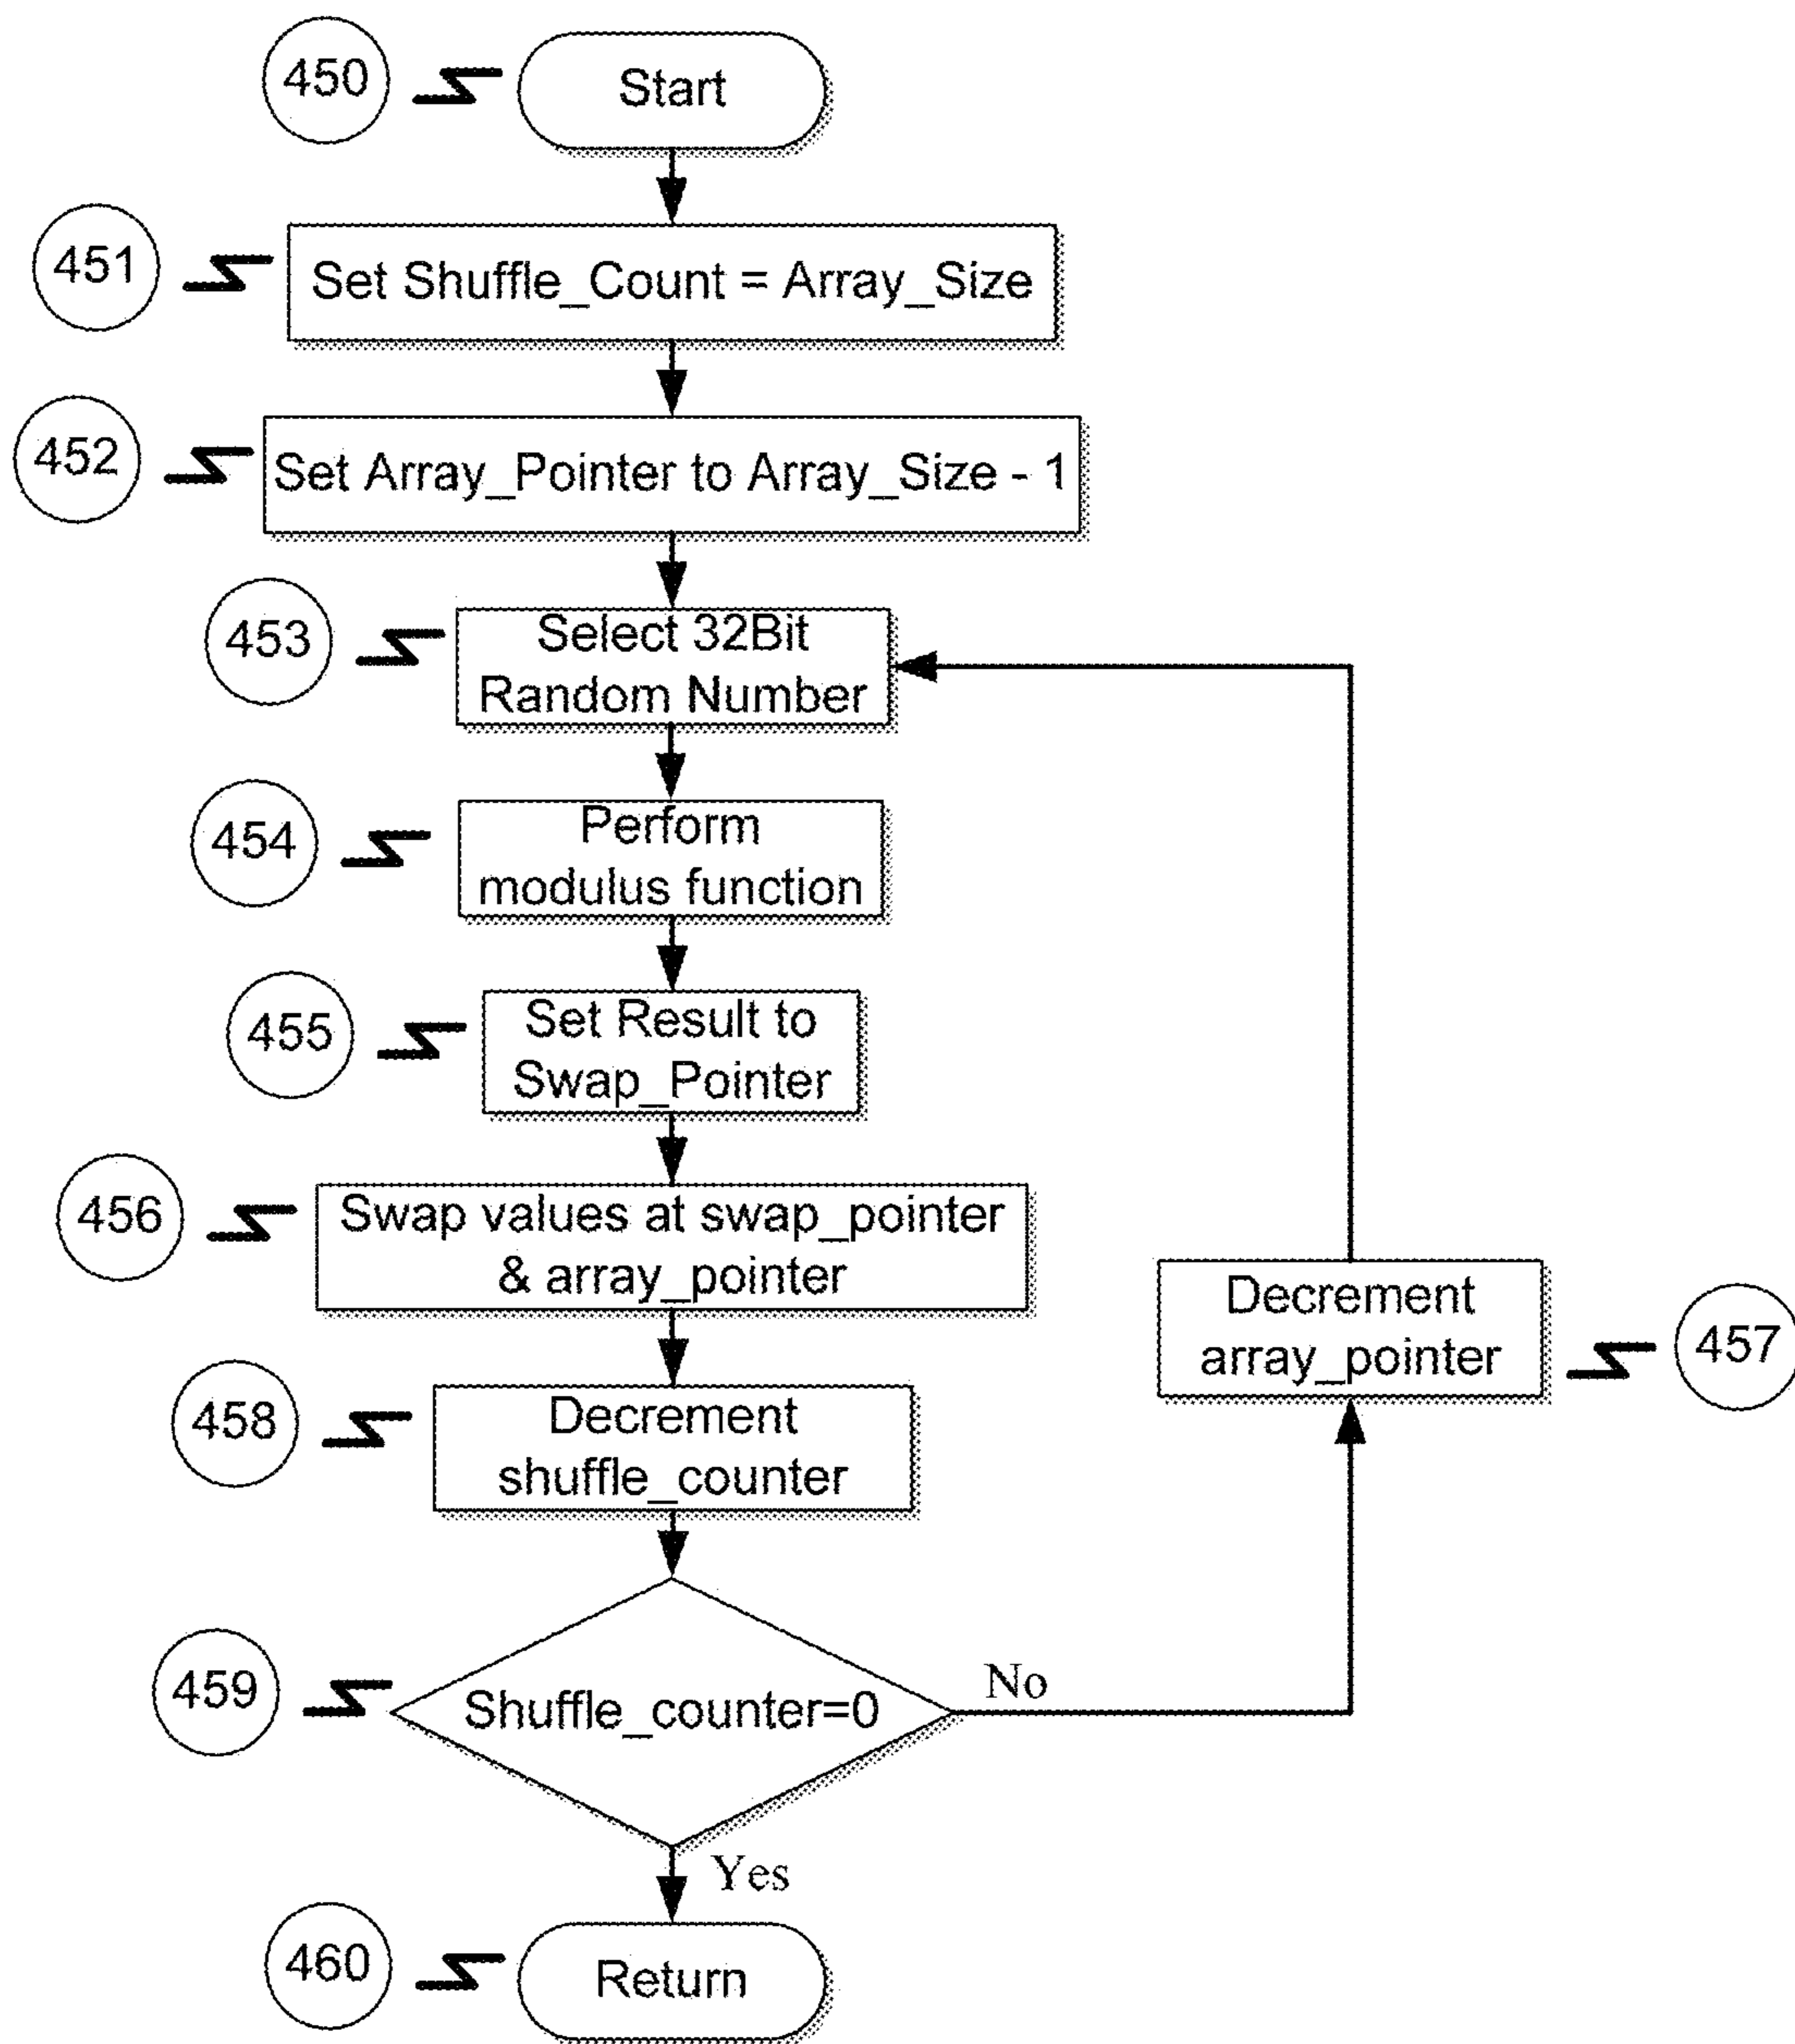 450
Start
451
Set Shuffle_Count = Array_Size
452
Set Array_Pointer to Array_Size - 1
453
Select 32Bit
Random Number
454
Perform
modulus function
455
Set Result to
Swap_Pointer
456
Swap values at swap_pointer
& array_pointer
Decrement
array_pointer
457
458
Decrement
shuffle_counter
459
Shuffle_counter=0
No
Yes
460
Return